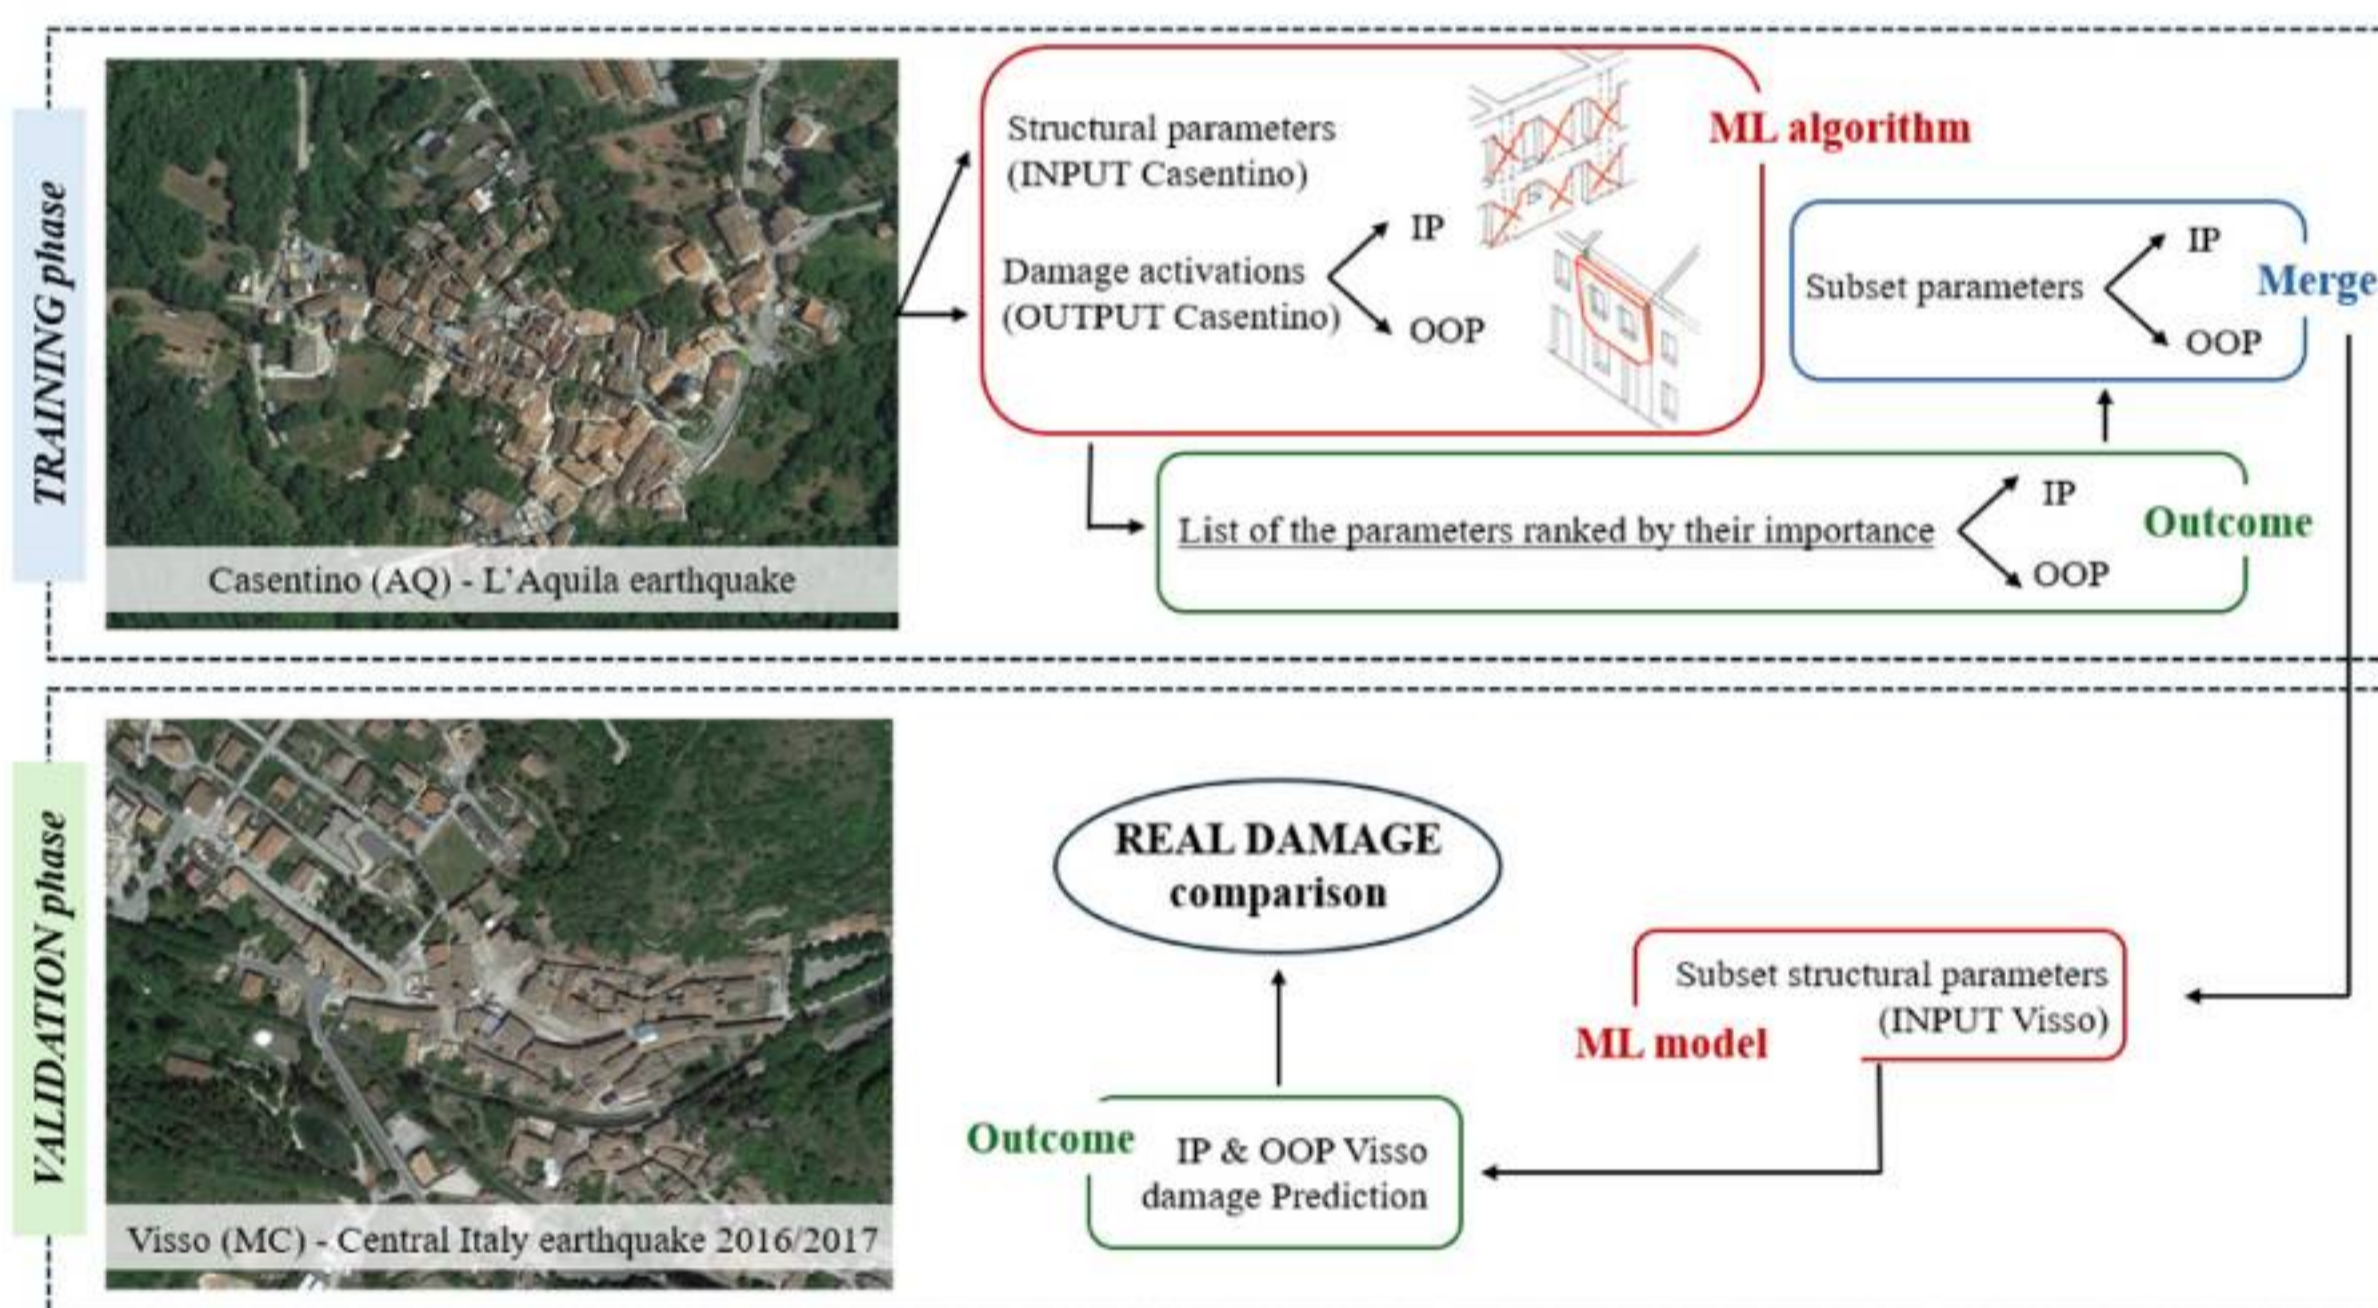 TRAINING phase
Casentino (AQ) - L'Aquila earthquake
Structural parameters
(INPUT Casentino)
Damage activations
(OUTPUT Casentino)
IP
OOP
ML algorithm
Subset parameters
IP
OOP
Merge
List of the parameters ranked by their importance
IP
OOP
Outcome
VALIDATION phase
Visso (MC) - Central Italy earthquake 2016/2017
REAL DAMAGE
comparison
Subset structural parameters
(INPUT Visso)
ML model
Outcome
IP & OOP Visso
damage Prediction